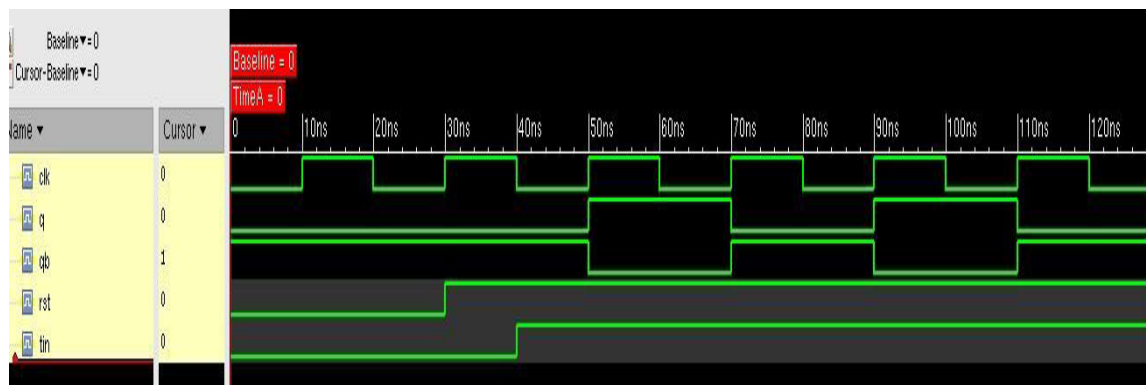 Baseline▼=0
Cursor-Baseline▼=0
Baseline = 0
TimeA = 0
Name ▼ Cursor ▼ 0 10ns 20ns 30ns 40ns 50ns 60ns 70ns 80ns 90ns 100ns 110ns 120ns
clk 0
q 0
qb 1
rst 0
tin 0